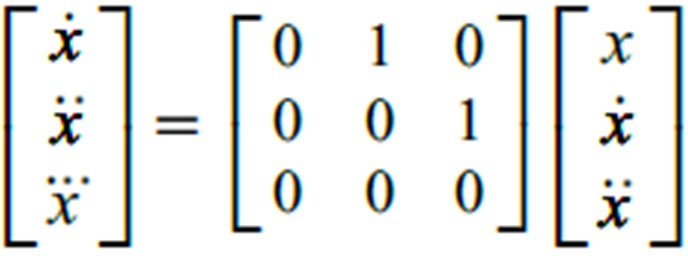 [ẋ] = [0 1 0] [x]
[ẍ] = [0 0 1] [ẋ]
[x⃛] = [0 0 0] [ẍ]